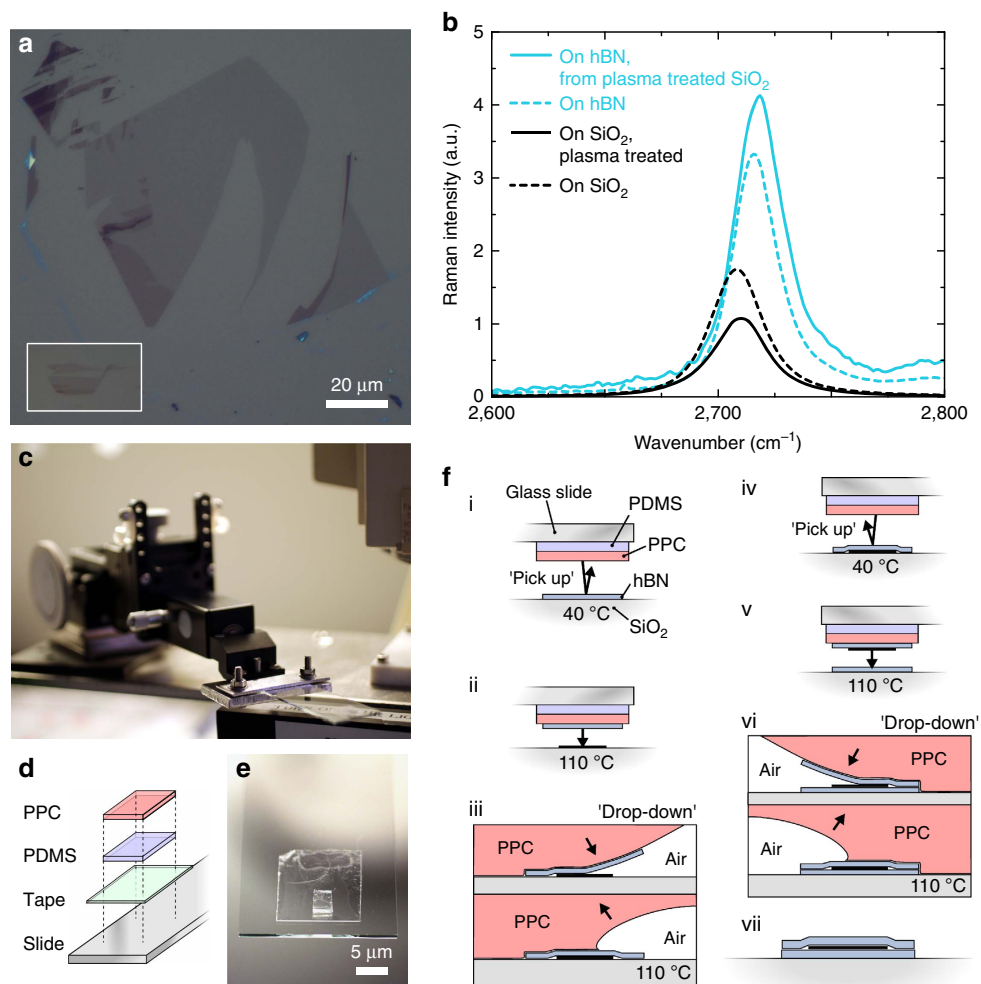 a
20 μm
b
Raman intensity (a.u.)
5
4
3
2
1
0
On hBN,
from plasma treated SiO₂
On hBN
On SiO₂,
plasma treated
On SiO₂
2,600
2,700
2,800
Wavenumber (cm⁻¹)
c
d
PPC
PDMS
Tape
Slide
e
5 μm
f
i
Glass slide
PDMS
PPC
'Pick up'
hBN
40 °C
SiO₂
ii
110 °C
iii
'Drop-down'
PPC
Air
PPC
Air
110 °C
iv
'Pick up'
40 °C
v
110 °C
vi
'Drop-down'
Air
PPC
Air
PPC
110 °C
vii